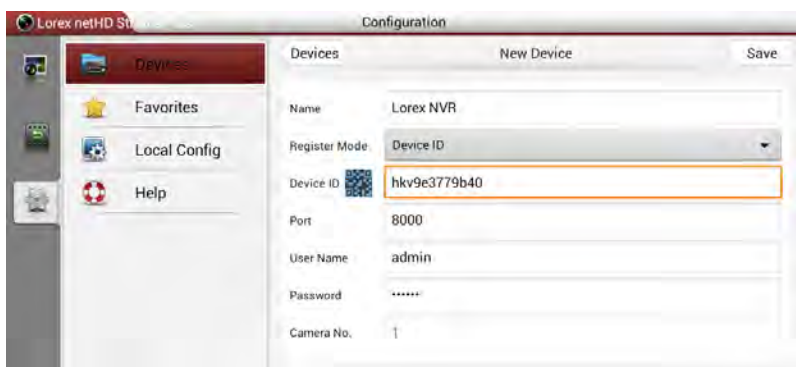 Lorex netHD St
Configuration
Devices
Favorites
Local Config
Help
Devices
New Device
Save
Name
Lorex NVR
Register Mode
Device ID
Device ID
hkv9e3779b40
Port
8000
User Name
admin
Password
••••••
Camera No.
1